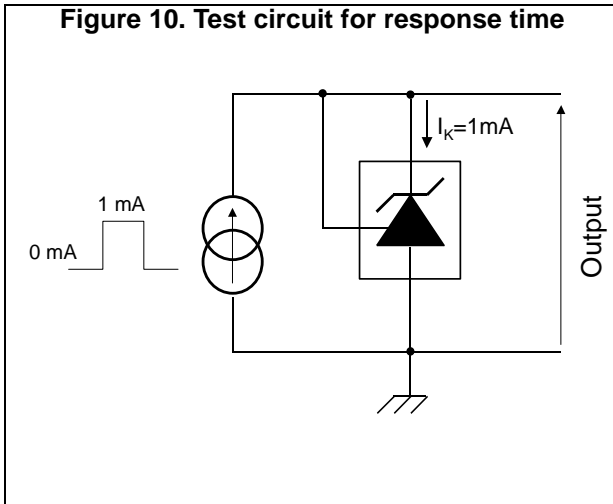 Figure 10. Test circuit for response time
I_K=1mA
1 mA
0 mA
Output